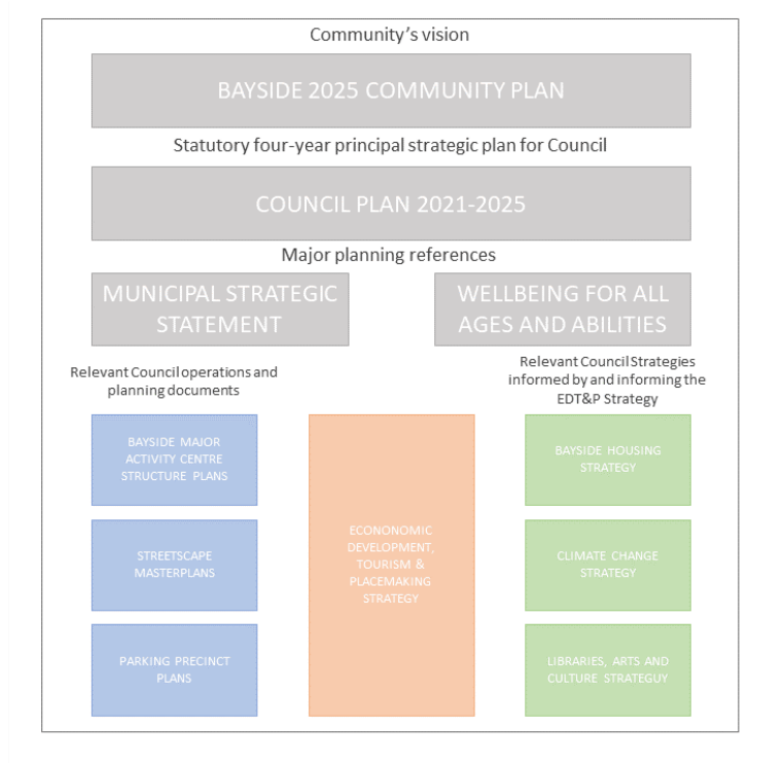 Community's vision
BAYSIDE 2025 COMMUNITY PLAN
Statutory four-year principal strategic plan for Council
COUNCIL PLAN 2021-2025
Major planning references
MUNICIPAL STRATEGIC
STATEMENT
WELLBEING FOR ALL
AGES AND ABILITIES
Relevant Council operations and
planning documents
Relevant Council Strategies
informed by and informing the
EDT&P Strategy
BAYSIDE MAJOR
ACTIVITY CENTRE
STRUCTURE PLANS
STREETSCAPE
MASTERPLANS
PARKING PRECINCT
PLANS
ECONONOMIC
DEVELOPMENT,
TOURISM &
PLACEMAKING
STRATEGY
BAYSIDE HOUSING
STRATEGY
CLIMATE CHANGE
STRATEGY
LIBRARIES, ARTS AND
CULTURE STRATEGUY